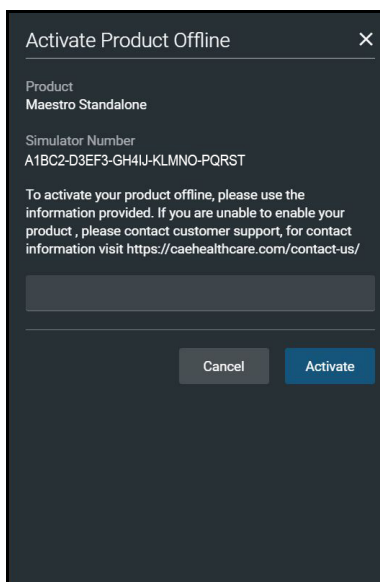 Activate Product Offline
Product
Maestro Standalone
Simulator Number
A1BC2-D3EF3-GH4IJ-KLMNO-PQRST
To activate your product offline, please use the
information provided. If you are unable to enable your
product , please contact customer support, for contact
information visit https://caehealthcare.com/contact-us/
Cancel
Activate